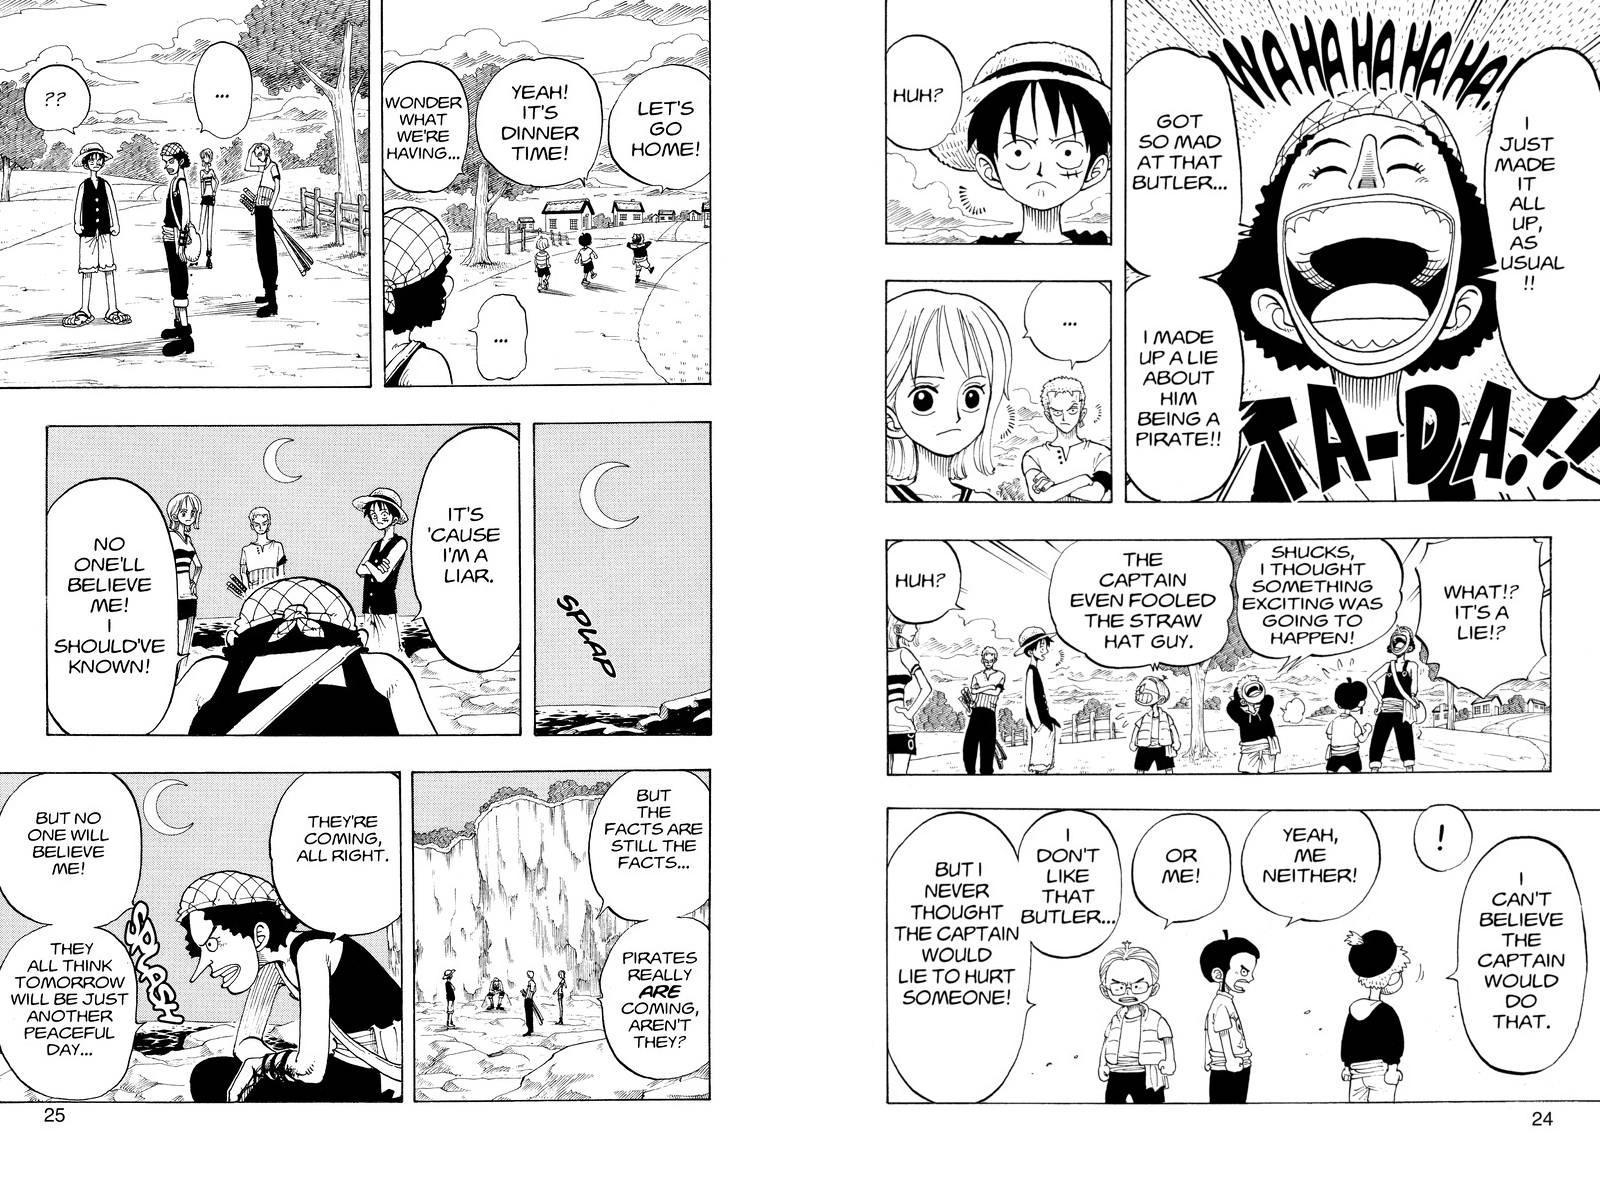 WAHAHAHAHAHA!
I
JUST
MADE
IT
ALL
UP,
AS
USUAL
!!
GOT
SO MAD
AT THAT
BUTLER...
I MADE
UP A LIE
ABOUT
HIM
BEING A
PIRATE!!
TA-DA!!!
HUH?
...
WHAT!?
IT'S A
LIE!?
SHUCKS,
I THOUGHT
SOMETHING
EXCITING WAS
GOING TO
HAPPEN!
THE
CAPTAIN
EVEN FOOLED
THE STRAW
HAT GUY.
HUH?
I
CAN'T
BELIEVE
THE
CAPTAIN
WOULD
DO
THAT.
!
YEAH,
ME
NEITHER!
OR
ME!
I
DON'T
LIKE
THAT
BUTLER...
BUT I
NEVER
THOUGHT
THE CAPTAIN
WOULD
LIE TO HURT
SOMEONE!
24
LET'S
GO
HOME!
YEAH!
IT'S
DINNER
TIME!
WONDER
WHAT
WE'RE
HAVING...
...
...
??
SPLAP
IT'S
'CAUSE
I'M A
LIAR.
NO
ONE'LL
BELIEVE
ME!
I
SHOULD'VE
KNOWN!
BUT
THE
FACTS ARE
STILL THE
FACTS...
PIRATES
REALLY
ARE
COMING,
AREN'T
THEY?
THEY'RE
COMING,
ALL RIGHT.
BUT NO
ONE WILL
BELIEVE
ME!
SPLASH
THEY
ALL THINK
TOMORROW
WILL BE JUST
ANOTHER
PEACEFUL
DAY...
25